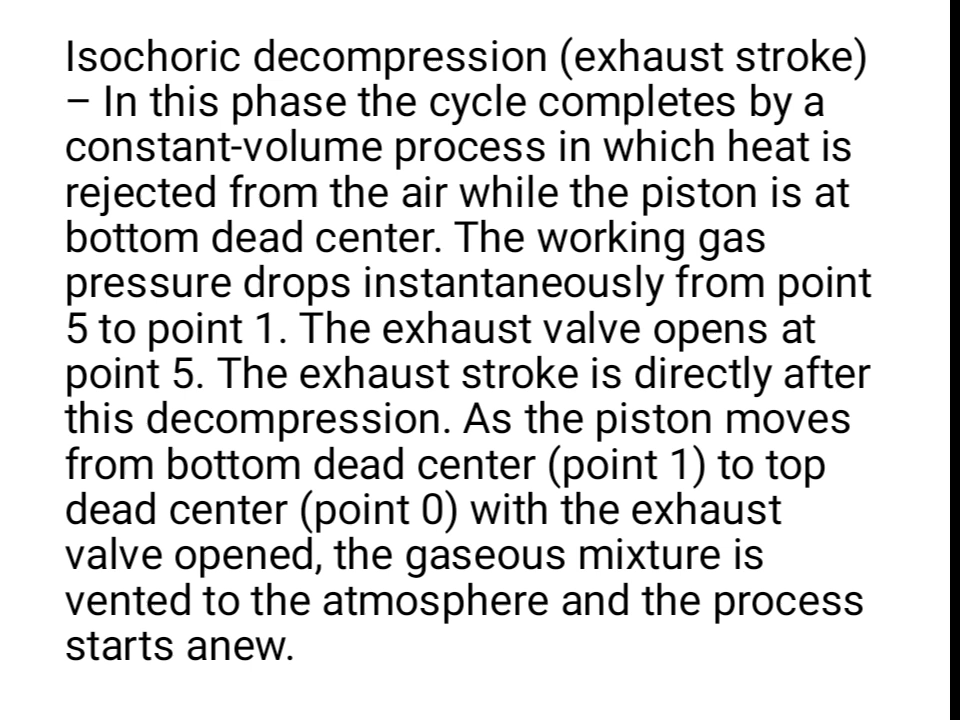 Isochoric decompression (exhaust stroke)
– In this phase the cycle completes by a
constant-volume process in which heat is
rejected from the air while the piston is at
bottom dead center. The working gas
pressure drops instantaneously from point
5 to point 1. The exhaust valve opens at
point 5. The exhaust stroke is directly after
this decompression. As the piston moves
from bottom dead center (point 1) to top
dead center (point 0) with the exhaust
valve opened, the gaseous mixture is
vented to the atmosphere and the process
starts anew.